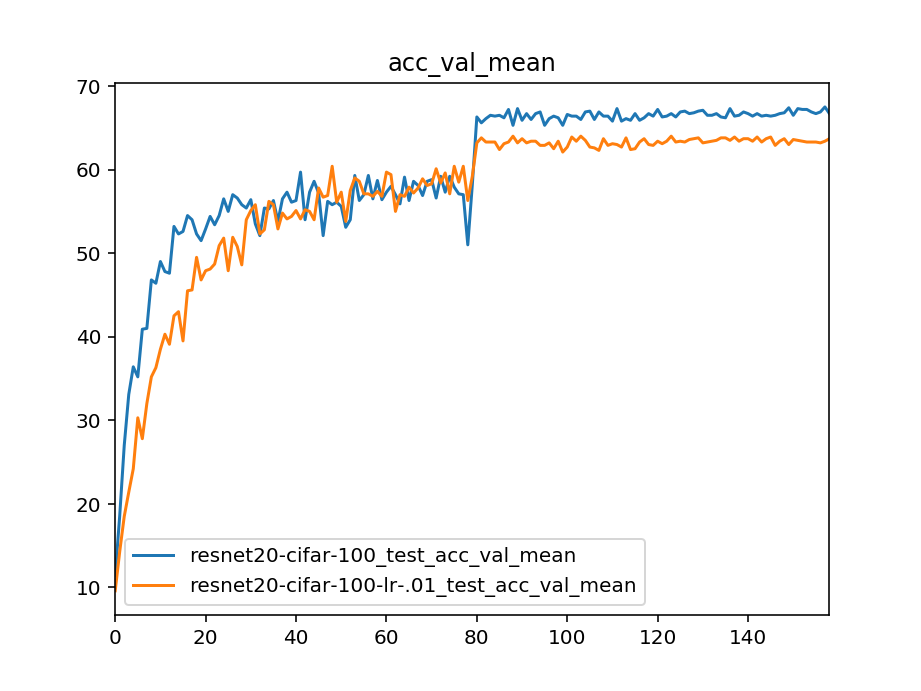 acc_val_mean
70
60
50
40
30
20
10
resnet20-cifar-100_test_acc_val_mean
resnet20-cifar-100-lr-.01_test_acc_val_mean
0 20 40 60 80 100 120 140